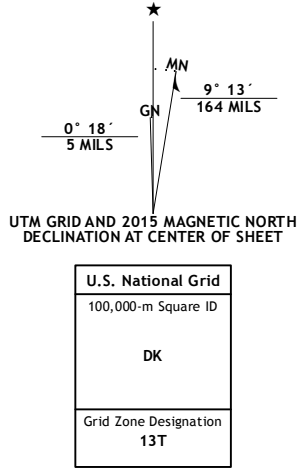 ★
MN
GN
9° 13´
164 MILS
0° 18´
5 MILS
UTM GRID AND 2015 MAGNETIC NORTH
DECLINATION AT CENTER OF SHEET
U.S. National Grid
100,000-m Square ID
DK
Grid Zone Designation
13T